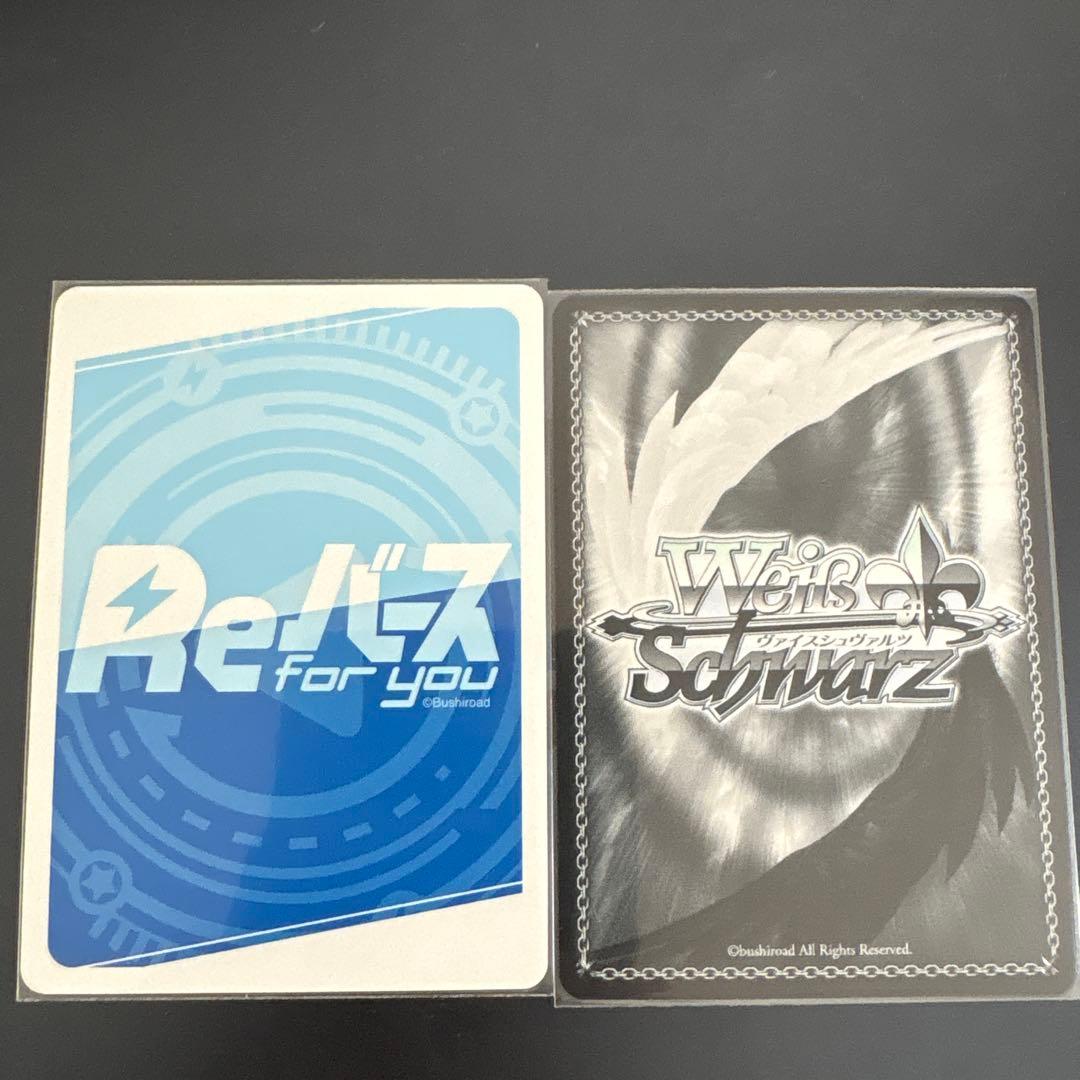 Reバース
for you
©Bushiroad
Weiß
ヴァイスシュヴァルツ
Schwarz
©bushiroad All Rights Reserved.